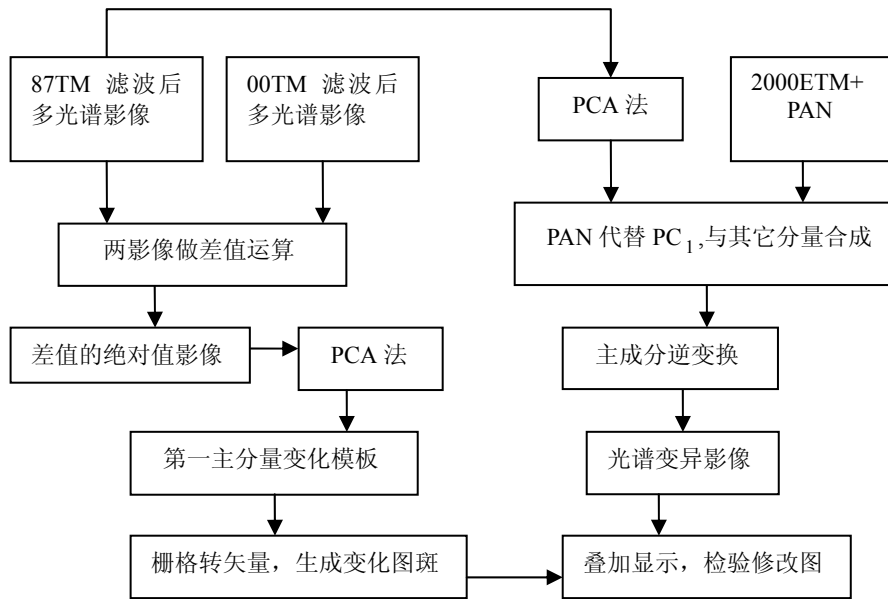 87TM 滤波后
多光谱影像
00TM 滤波后
多光谱影像
PCA 法
2000ETM+
PAN
两影像做差值运算
PAN 代替 PC1,与其它分量合成
差值的绝对值影像
PCA 法
主成分逆变换
第一主分量变化模板
光谱变异影像
栅格转矢量，生成变化图斑
叠加显示，检验修改图